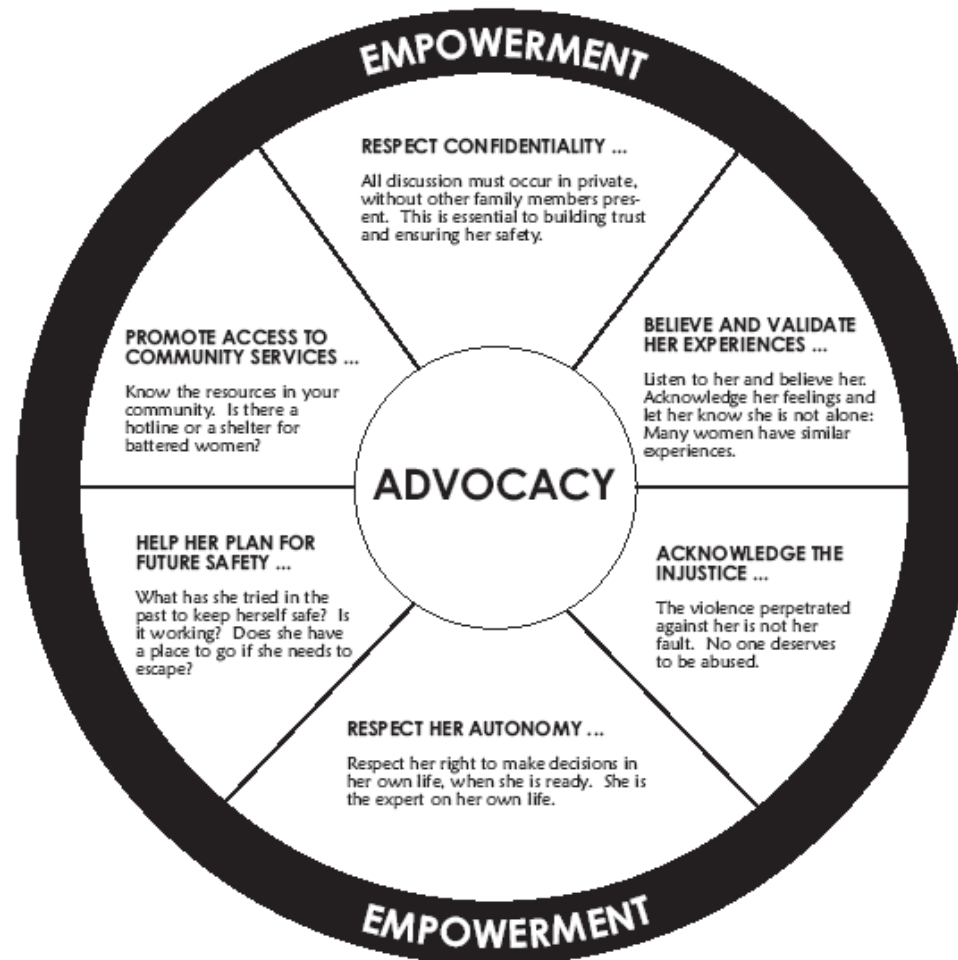 EMPOWERMENT
RESPECT CONFIDENTIALITY ...
All discussion must occur in private,
without other family members pres-
ent. This is essential to building trust
and ensuring her safety.
BELIEVE AND VALIDATE
HER EXPERIENCES ...
Listen to her and believe her.
Acknowledge her feelings and
let her know she is not alone:
Many women have similar
experiences.
PROMOTE ACCESS TO
COMMUNITY SERVICES ...
Know the resources in your
community. Is there a
hotline or a shelter for
battered women?
ADVOCACY
HELP HER PLAN FOR
FUTURE SAFETY ...
What has she tried in the
past to keep herself safe? Is
it working? Does she have
a place to go if she needs to
escape?
ACKNOWLEDGE THE
INJUSTICE ...
The violence perpetrated
against her is not her
fault. No one deserves
to be abused.
RESPECT HER AUTONOMY ...
Respect her right to make decisions in
her own life, when she is ready. She is
the expert on her own life.
EMPOWERMENT